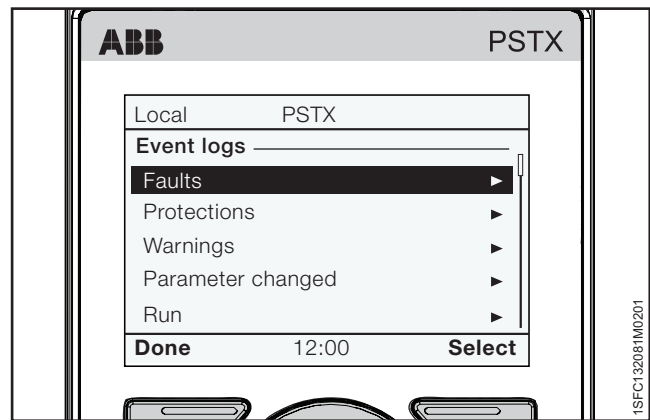 ABB PSTX
Local PSTX
Event logs
Faults
Protections
Warnings
Parameter changed
Run
Done 12:00 Select
1SFC132081M0201